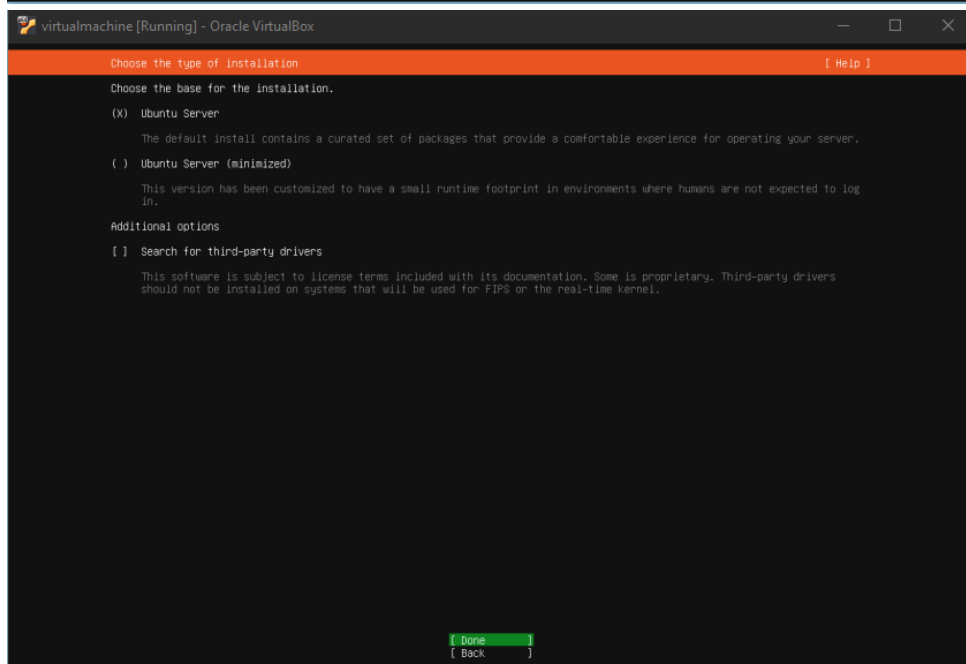 virtualmachine [Running] - Oracle VirtualBox
Choose the type of installation [ Help ]
Choose the base for the installation.
(X) Ubuntu Server
The default install contains a curated set of packages that provide a comfortable experience for operating your server.
( ) Ubuntu Server (minimized)
This version has been customized to have a small runtime footprint in environments where humans are not expected to log
in.
Additional options
[ ] Search for third-party drivers
This software is subject to license terms included with its documentation. Some is proprietary. Third-party drivers
should not be installed on systems that will be used for FIPS or the real-time kernel.
[ Done ]
[ Back ]